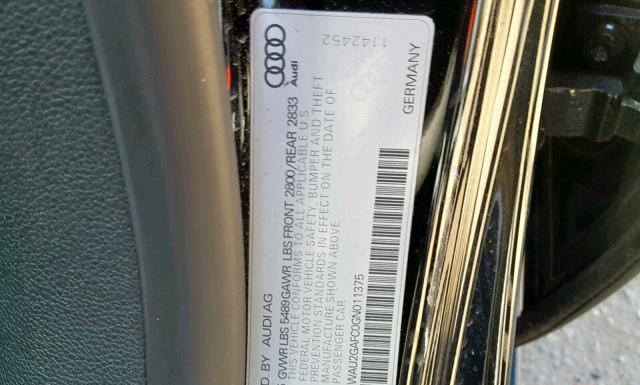 1142452
Audi
D. BY AUDI AG
GERMANY
GVWR LBS 5489 GAWR LBS FRONT 2800/REAR 2833
THIS VEHICLE CONFORMS TO ALL APPLICABLE U S
FEDERAL MOTOR VEHICLE SAFETY, BUMPER AND THEFT
PREVENTION STANDARDS IN EFFECT ON THE DATE OF
MANUFACTURE SHOWN ABOVE
PASSENGER CAR
WAU2GAFC0GN011375